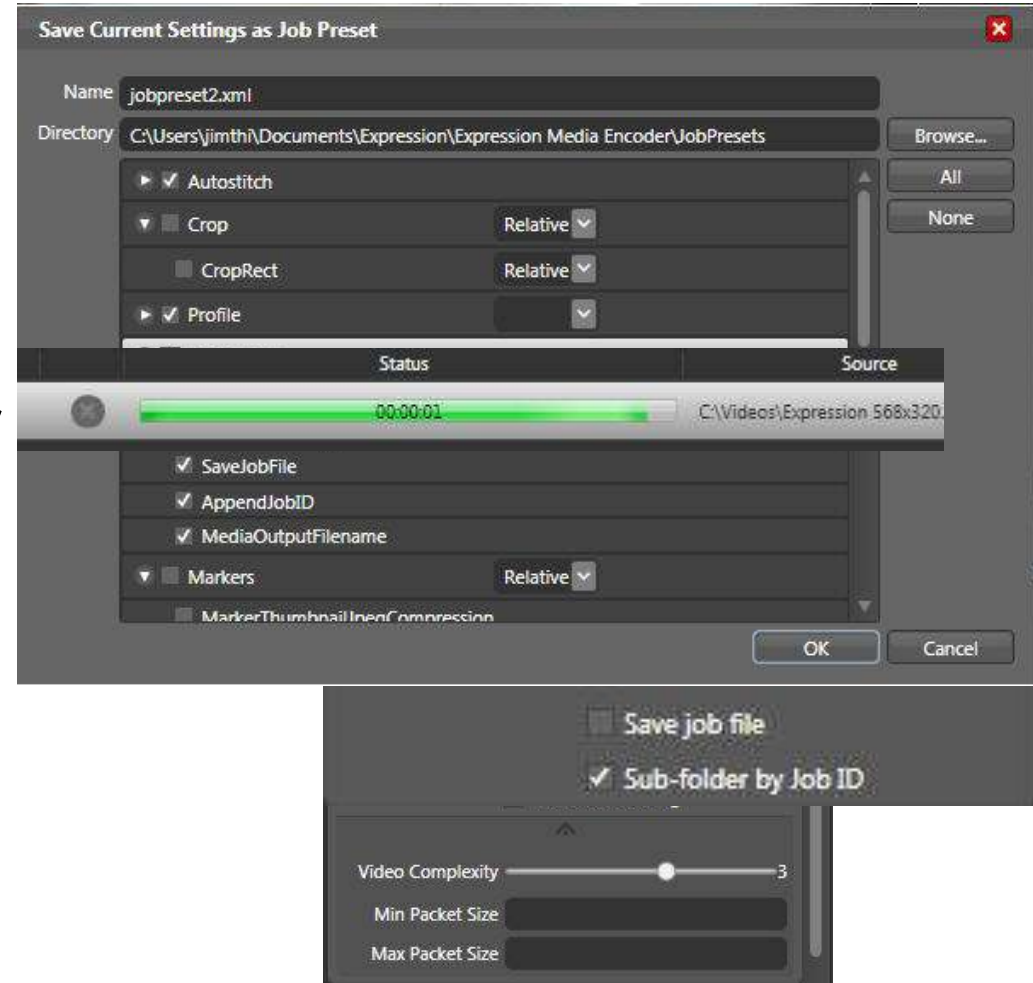 Save Current Settings as Job Preset
Name jobpreset2.xml
Directory C:\Users\jimthi\Documents\Expression\Expression Media Encoder\JobPresets Browse...
Autostitch All
Crop Relative None
CropRect Relative
Profile
Status Source
00:00:01 C:\Videos\Expression 568x320.
SaveJobFile
AppendJobID
MediaOutputFilename
Markers Relative
MarkerThumbnailJpegCompression
OK Cancel
Save job file
Sub-folder by Job ID
Video Complexity 3
Min Packet Size
Max Packet Size